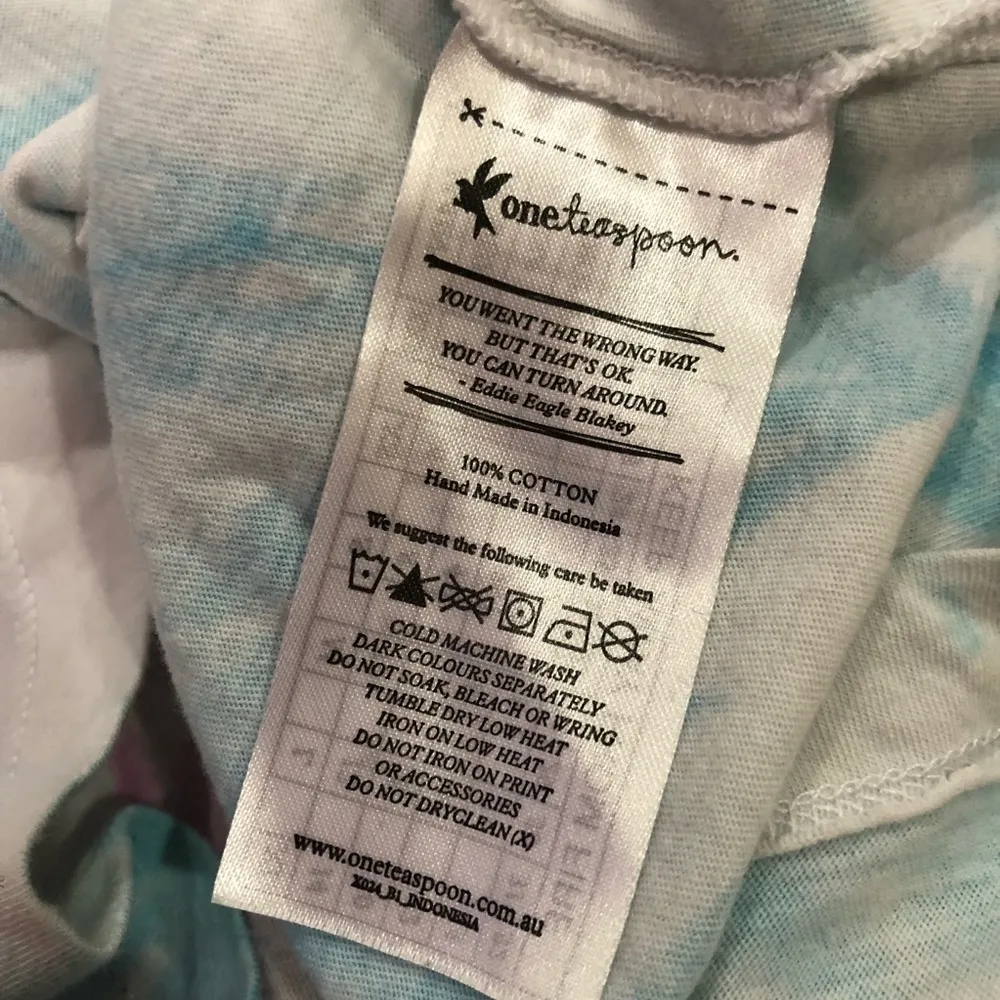 oneteaspoon.
YOU WENT THE WRONG WAY.
BUT THAT'S OK.
YOU CAN TURN AROUND.
- Eddie Eagle Blakey
100% COTTON
Hand Made in Indonesia
We suggest the following care be taken
COLD MACHINE WASH
DARK COLOURS SEPARATELY
DO NOT SOAK, BLEACH OR WRING
TUMBLE DRY LOW HEAT
IRON ON LOW HEAT
DO NOT IRON ON PRINT
OR ACCESSORIES
DO NOT DRYCLEAN (X)
www.oneteaspoon.com.au
X024_B1_INDONESIA